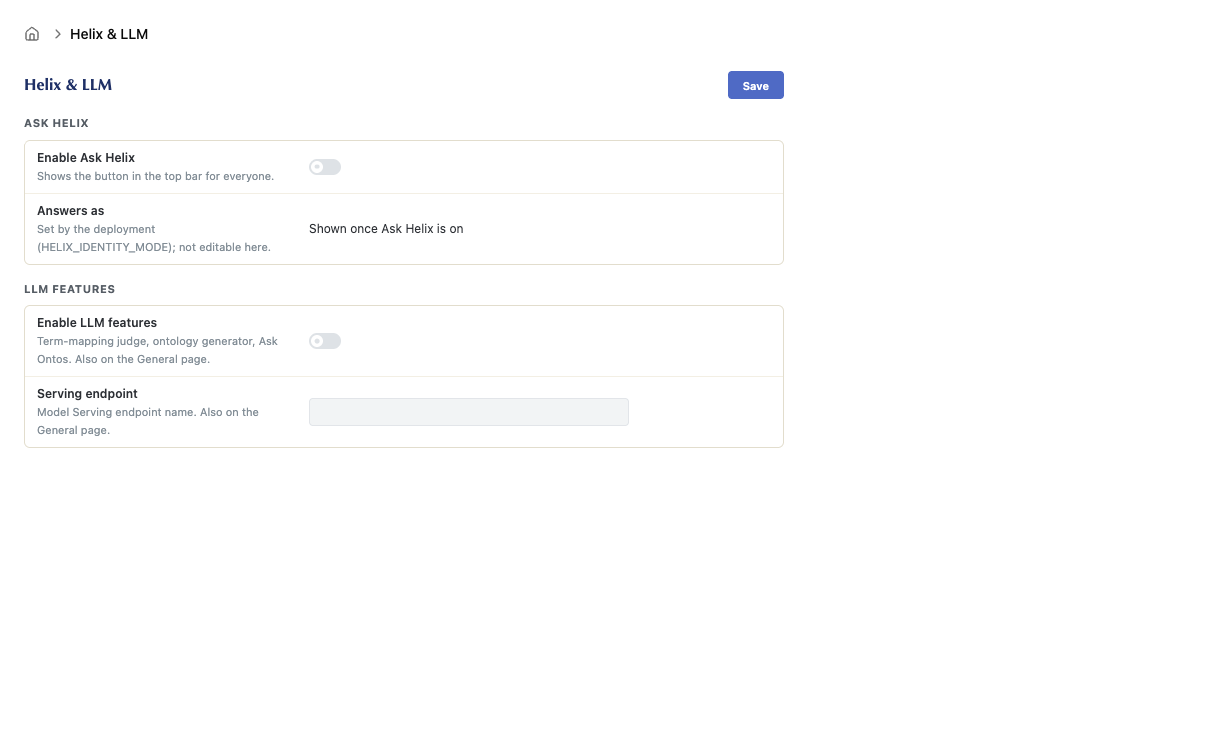 Helix & LLM
Helix & LLM
Save
ASK HELIX
Enable Ask Helix
Shows the button in the top bar for everyone.
Answers as
Set by the deployment
(HELIX_IDENTITY_MODE); not editable here.
Shown once Ask Helix is on
LLM FEATURES
Enable LLM features
Term-mapping judge, ontology generator, Ask
Ontos. Also on the General page.
Serving endpoint
Model Serving endpoint name. Also on the
General page.